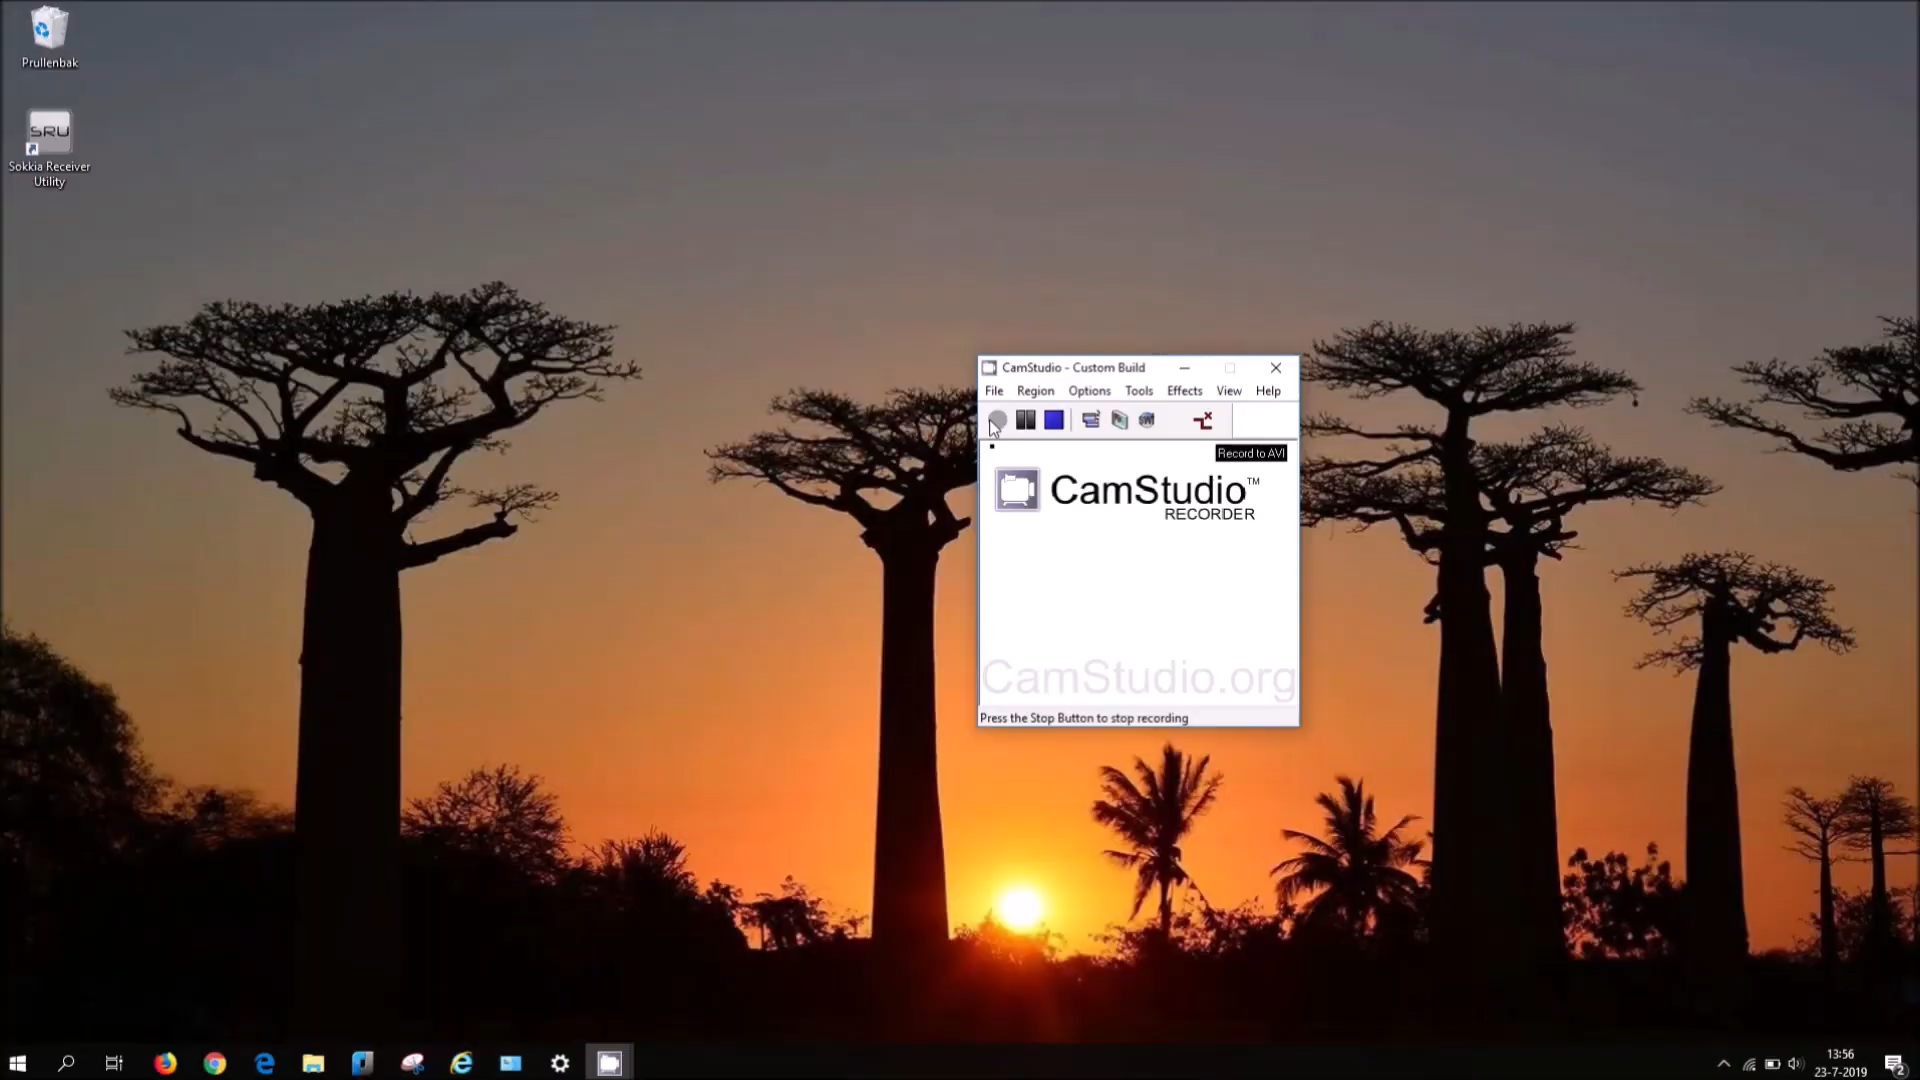 Prullenbak
SRU
Sokkia Receiver
Utility
CamStudio - Custom Build
File Region Options Tools Effects View Help
Record to AVI
CamStudio™
RECORDER
CamStudio.org
Press the Stop Button to stop recording
13:56
23-7-2019
2